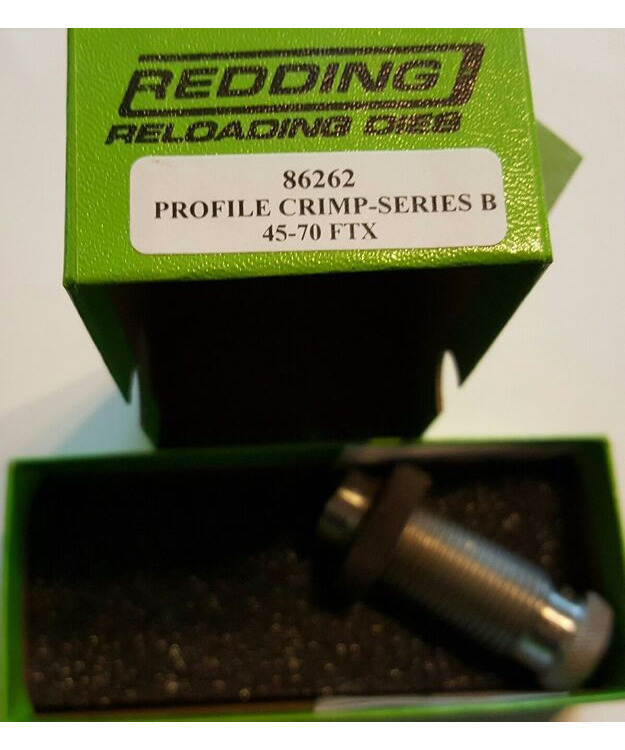 REDDING
RELOADING DIES
86262
PROFILE CRIMP-SERIES B
45-70 FTX